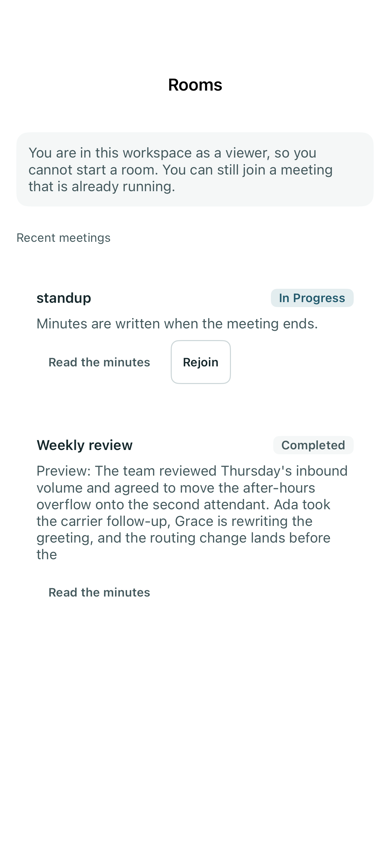 Rooms
You are in this workspace as a viewer, so you
cannot start a room. You can still join a meeting
that is already running.
Recent meetings
standup
In Progress
Minutes are written when the meeting ends.
Read the minutes
Rejoin
Weekly review
Completed
Preview: The team reviewed Thursday's inbound
volume and agreed to move the after-hours
overflow onto the second attendant. Ada took
the carrier follow-up, Grace is rewriting the
greeting, and the routing change lands before
the
Read the minutes